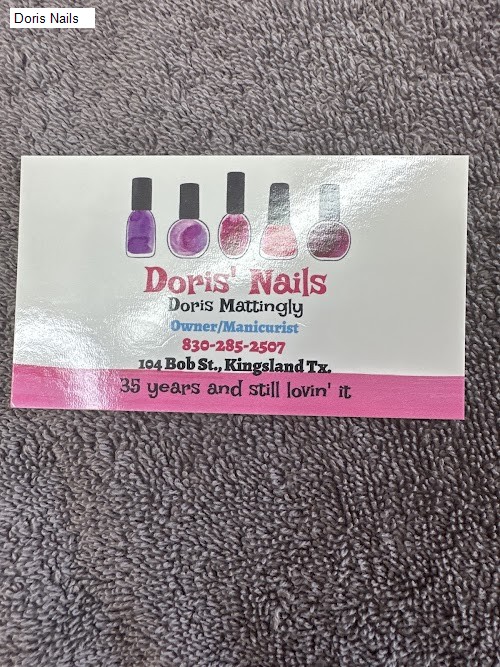 Doris Nails
Doris' Nails
Doris Mattingly
Owner/Manicurist
830-285-2507
104 Bob St., Kingsland Tx.
35 years and still lovin' it